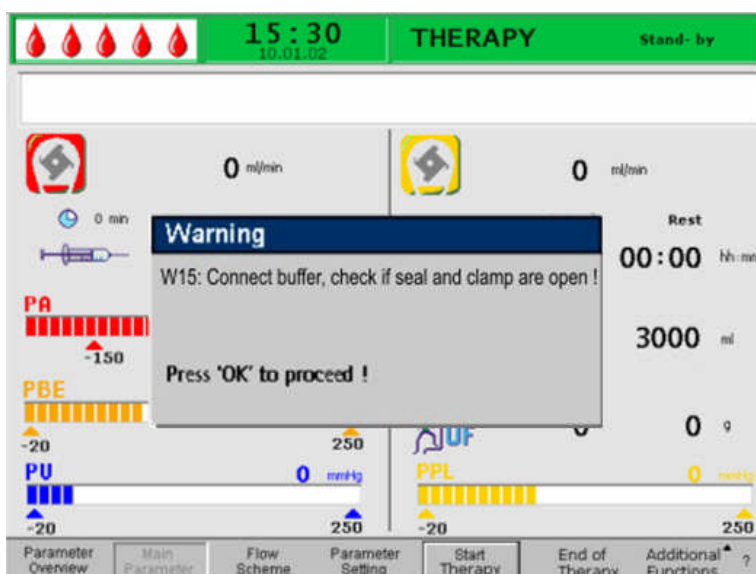 15:30
10.01.02
THERAPY
Stand- by
0 ml/min
0 ml/min
0 min
Rest
00:00
Warning
W15: Connect buffer, check if seal and clamp are open !
Press 'OK' to proceed !
PA
-150
3000 ml
PBE
-20
250
UF
0 g
PV
0 mmHg
-20
250
PPL
0 mmHg
-20
250
Parameter Overview
Main Parameter
Flow Scheme
Parameter Setting
Start Therapy
End of Therapy
Additional Functions
?